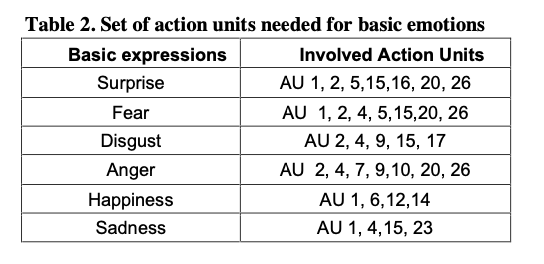 Table 2. Set of action units needed for basic emotions
Basic expressions Involved Action Units
Surprise AU 1, 2, 5,15,16, 20, 26
Fear AU 1, 2, 4, 5,15,20, 26
Disgust AU 2, 4, 9, 15, 17
Anger AU 2, 4, 7, 9,10, 20, 26
Happiness AU 1, 6,12,14
Sadness AU 1, 4,15, 23